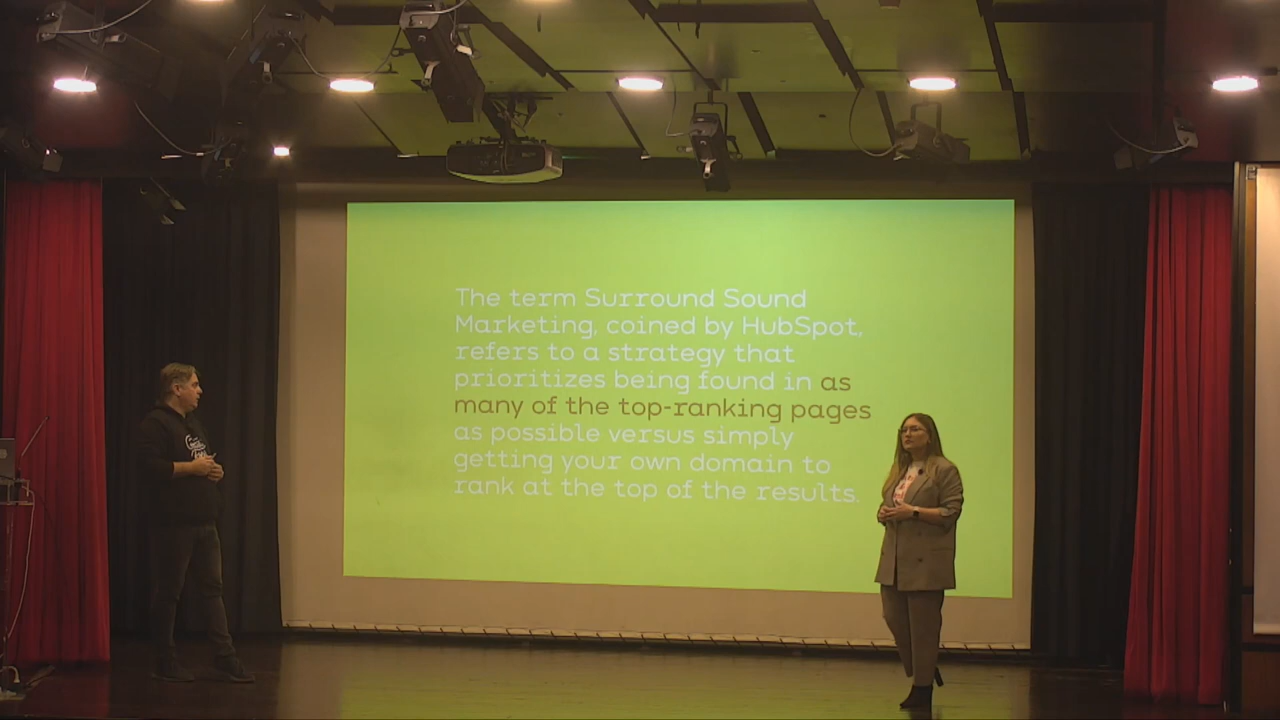 The term Surround Sound
Marketing, coined by HubSpot,
refers to a strategy that
prioritizes being found in as
many of the top-ranking pages
as possible versus simply
getting your own domain to
rank at the top of the results.